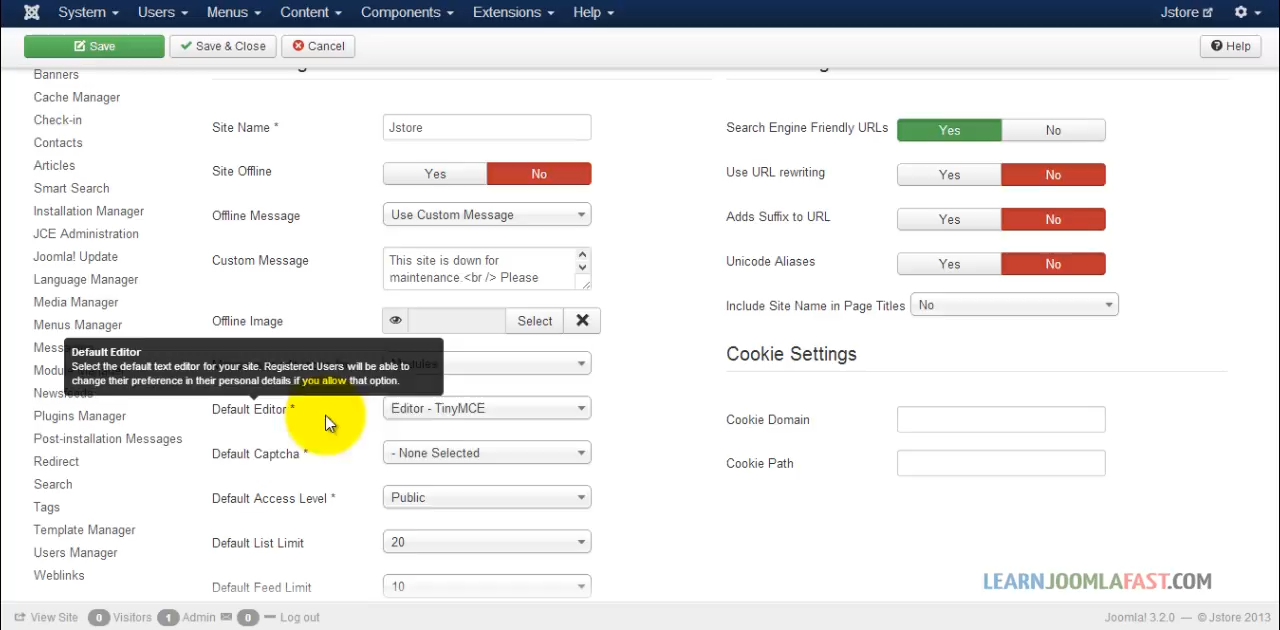 System Users Menus Content Components Extensions Help Jstore
Save Save & Close Cancel Help
Banners
Cache Manager
Check-in
Contacts
Articles
Smart Search
Installation Manager
JCE Administration
Joomla! Update
Language Manager
Media Manager
Menus Manager
Newsfeeds
Plugins Manager
Post-installation Messages
Redirect
Search
Tags
Template Manager
Users Manager
Weblinks
Site Name * Jstore
Site Offline Yes No
Offline Message Use Custom Message
Custom Message This site is down for
maintenance.<br /> Please
Offline Image Select
Modules
Default Editor
Select the default text editor for your site. Registered Users will be able to
change their preference in their personal details if you allow that option.
Default Editor * Editor - TinyMCE
Default Captcha * - None Selected
Default Access Level * Public
Default List Limit 20
Default Feed Limit 10
Search Engine Friendly URLs Yes No
Use URL rewriting Yes No
Adds Suffix to URL Yes No
Unicode Aliases Yes No
Include Site Name in Page Titles No
Cookie Settings
Cookie Domain
Cookie Path
LEARNJOOMLAFAST.COM
View Site 0 Visitors 1 Admin 0 Log out Joomla! 3.2.0 — © Jstore 2013